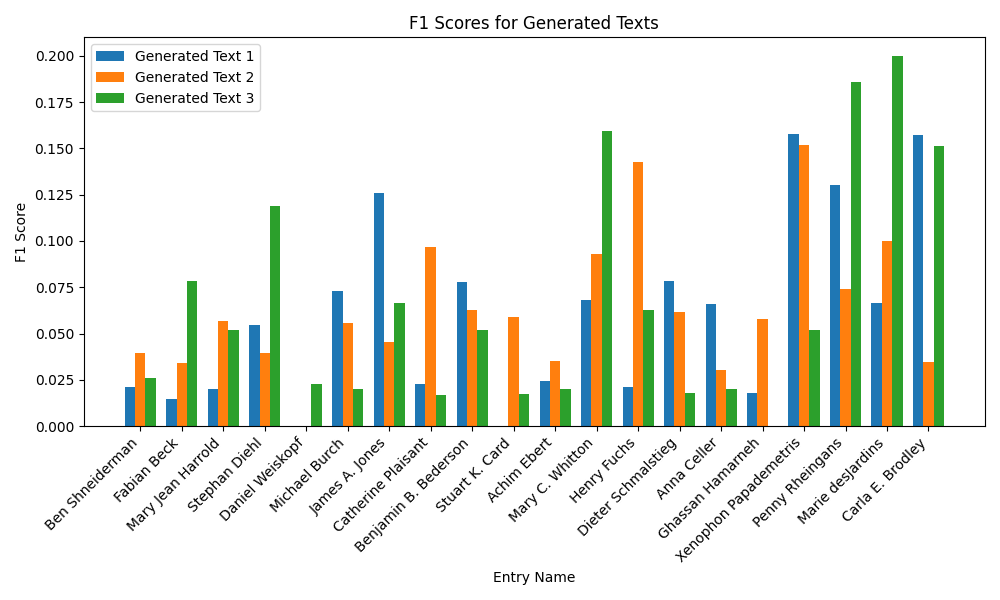 F1 Scores for Generated Texts
Generated Text 1
Generated Text 2
Generated Text 3
F1 Score
0.200
0.175
0.150
0.125
0.100
0.075
0.050
0.025
0.000
Ben Shneiderman
Fabian Beck
Mary Jean Harrold
Stephan Diehl
Daniel Weiskopf
Michael Burch
James A. Jones
Catherine Plaisant
Benjamin B. Bederson
Stuart K. Card
Achim Ebert
Mary C. Whitton
Henry Fuchs
Dieter Schmalstieg
Anna Celler
Ghassan Hamarneh
Xenophon Papademetris
Penny Rheingans
Marie desJardins
Carla E. Brodley
Entry Name